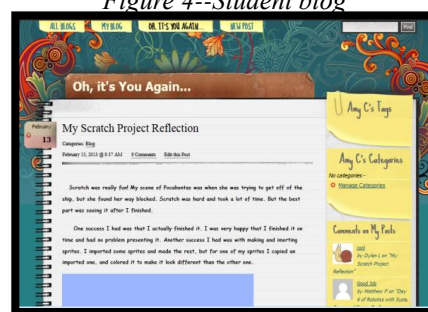 Figure 4--Student blog
ALL BLOGS MY BLOG OH, IT'S YOU AGAIN... NEW POST Find
Oh, it's You Again...
February
13
My Scratch Project Reflection
Categories: Blog
February 13, 2013 @ 9:37 AM 9 Comments Edit this Post
Scratch was really fun! My scene of Pocahontas was when she was trying to get off of the
ship, but she found her way blocked. Scratch was hard and took a lot of time. But the best
part was seeing it after I finished.
One success I had was that I actually finished it. I was very happy that I finished it on
time and had no problem presenting it. Another success I had was with making and inserting
sprites. I imported some sprites and made the rest, but for one of my sprites I copied an
imported one, and colored it to make it look different than the other one.
Amy C's Tags
Amy C's Categories
No categories -
Manage Categories
Comments on My Posts
cool
by Dylan L on "My
Scratch Project
Reflection"
Good Job
by Matthew P on "Day
4 of Robotics with Susie,